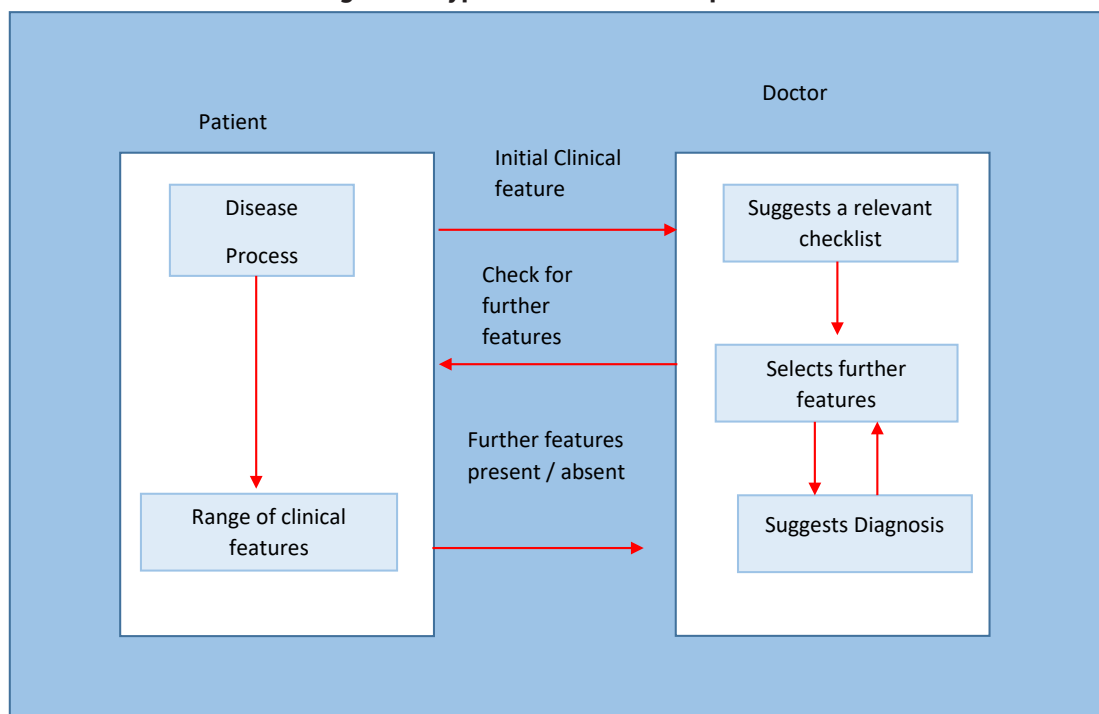 Doctor
Patient
Initial Clinical
feature
Disease
Process
Suggests a relevant
checklist
Check for
further
features
Selects further
features
Further features
present / absent
Range of clinical
features
Suggests Diagnosis